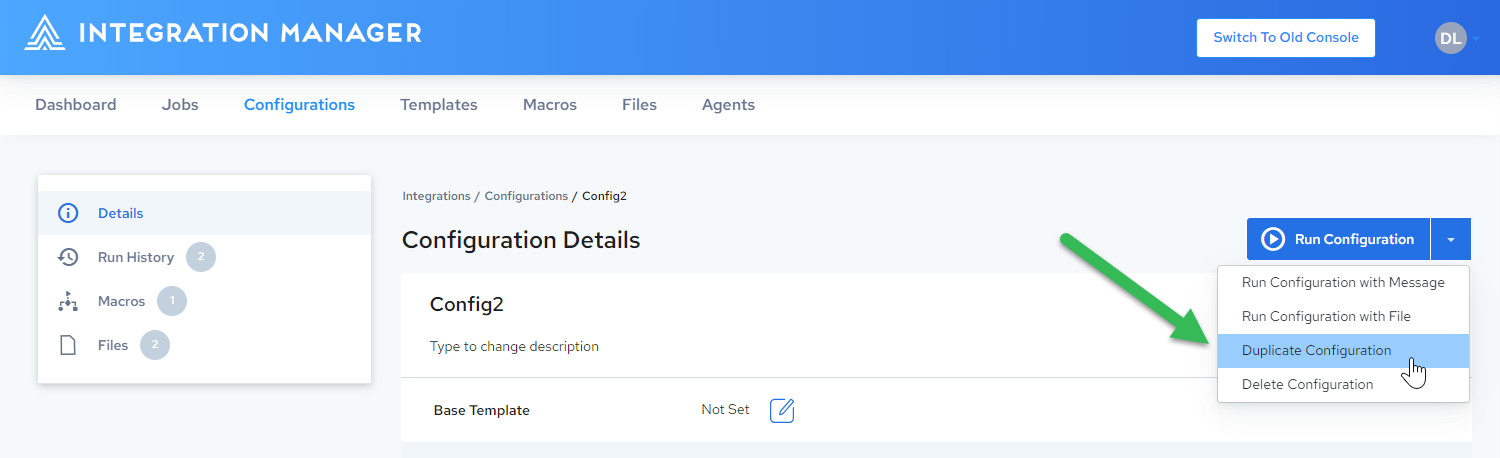 INTEGRATION MANAGER
Switch To Old Console
DL
Dashboard Jobs Configurations Templates Macros Files Agents
Details
Run History 2
Macros 1
Files 2
Integrations / Configurations / Config2
Configuration Details
Run Configuration
Run Configuration with Message
Run Configuration with File
Duplicate Configuration
Delete Configuration
Config2
Type to change description
Base Template Not Set